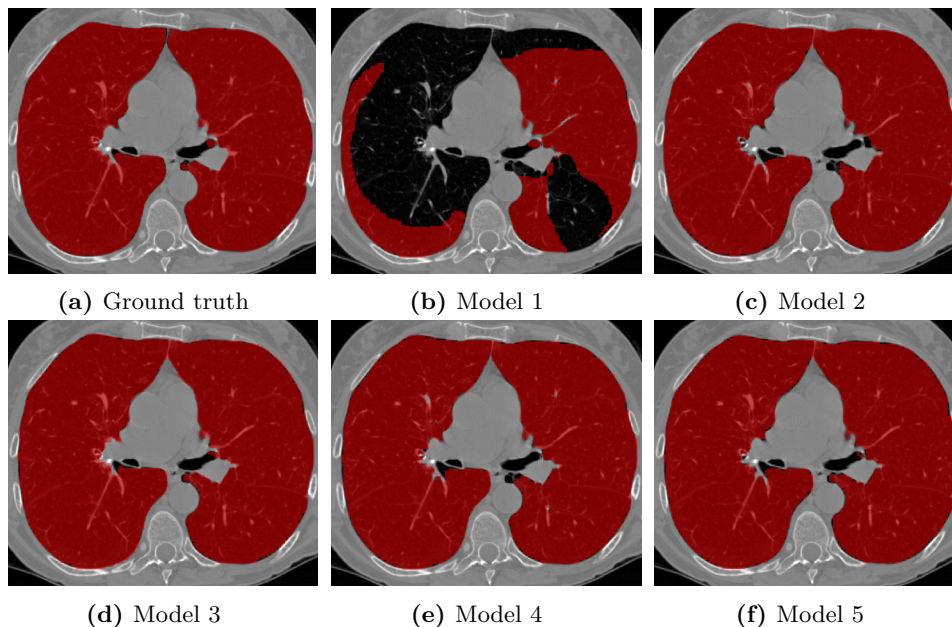 (a) Ground truth
(b) Model 1
(c) Model 2
(d) Model 3
(e) Model 4
(f) Model 5